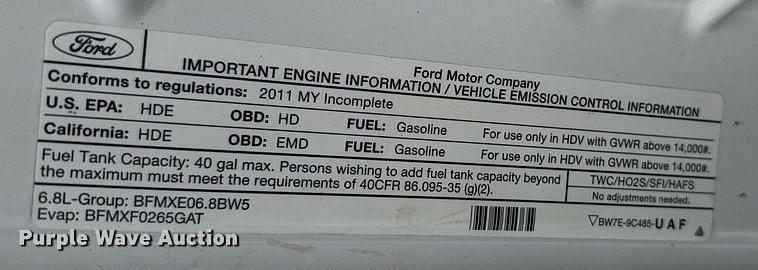 Ford
Ford Motor Company
IMPORTANT ENGINE INFORMATION / VEHICLE EMISSION CONTROL INFORMATION
Conforms to regulations: 2011 MY Incomplete
U.S. EPA: HDE OBD: HD FUEL: Gasoline For use only in HDV with GVWR above 14,000#.
California: HDE OBD: EMD FUEL: Gasoline For use only in HDV with GVWR above 14,000#.
Fuel Tank Capacity: 40 gal max. Persons wishing to add fuel tank capacity beyond
the maximum must meet the requirements of 40CFR 86.095-35 (g)(2).
TWC/HO2S/SFI/HAFS
No adjustments needed.
6.8L-Group: BFMXE06.8BW5
Evap: BFMXF0265GAT
BW7E-9C485-UAF
Purple Wave Auction